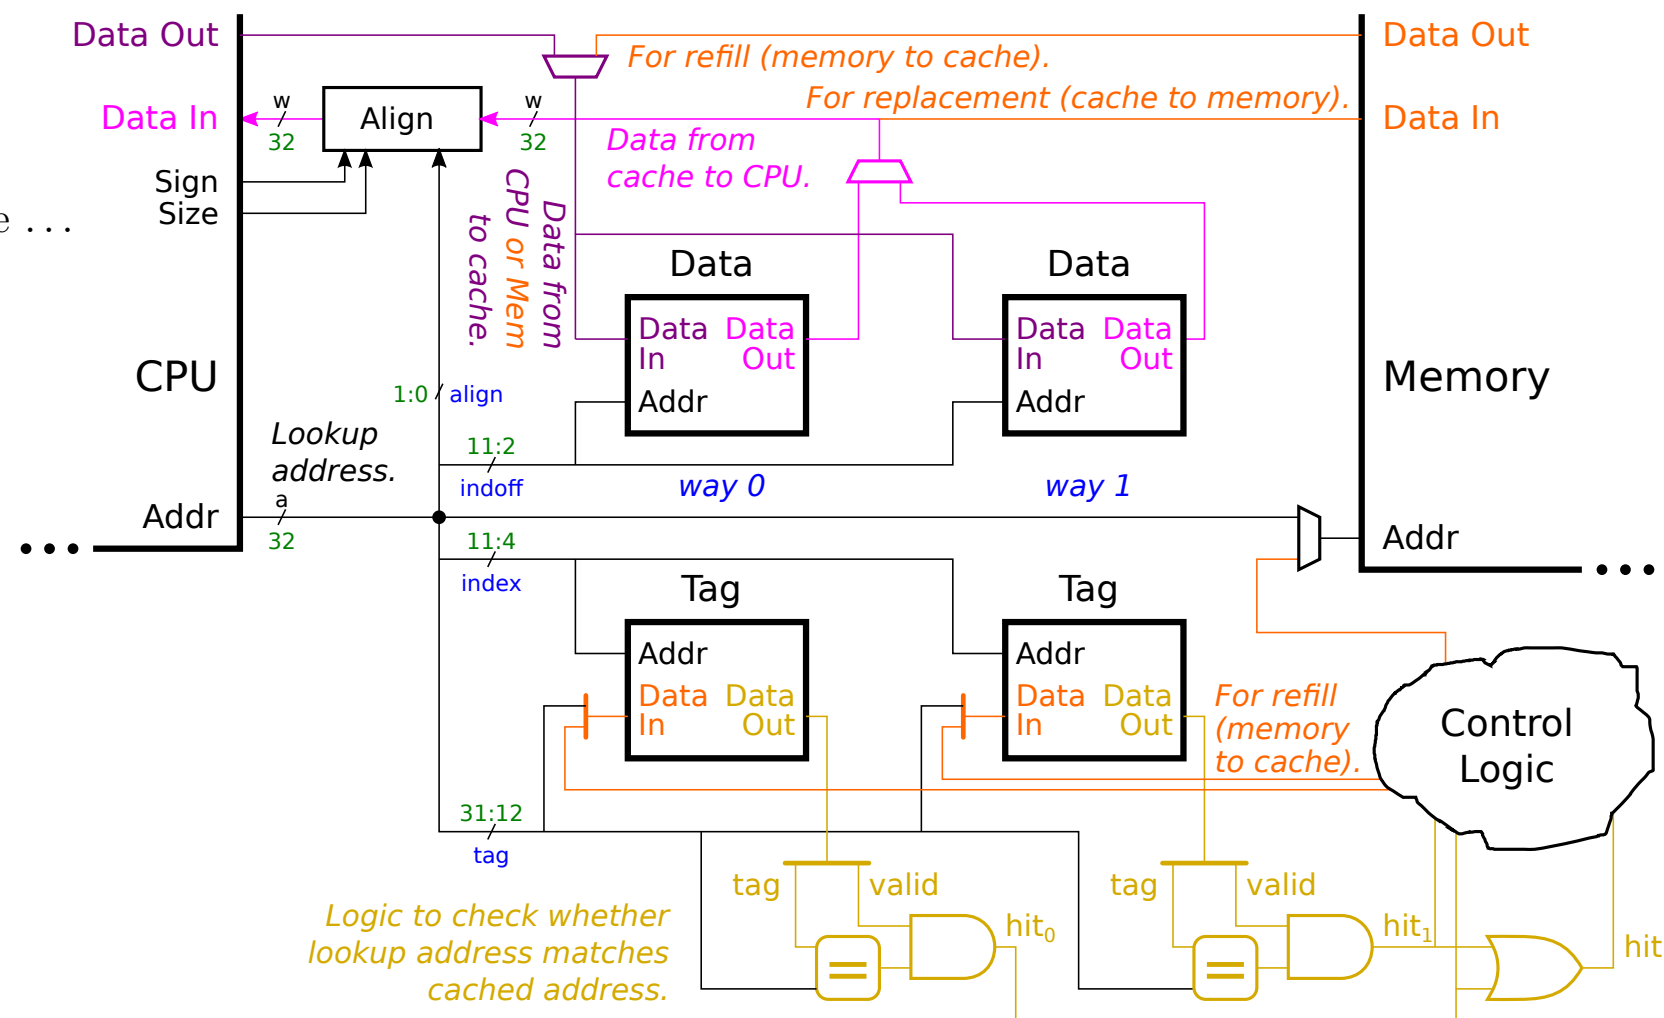 Data Out
For refill (memory to cache).
Data Out
For replacement (cache to memory).
Data In
w
32
Align
w
32
Data from
cache to CPU.
Data In
Sign
Size
e ...
Data from
CPU or Mem
to cache.
Data
Data
Data In
Data Out
Addr
Data In
Data Out
Addr
CPU
Memory
1:0
align
Lookup
address.
11:2
indoff
way 0
way 1
a
32
Addr
Addr
11:4
index
Tag
Tag
Addr
Data In
Data Out
Addr
Data In
Data Out
For refill
(memory
to cache).
Control
Logic
31:12
tag
tag
valid
hit0
tag
valid
hit1
hit
Logic to check whether
lookup address matches
cached address.
=
=